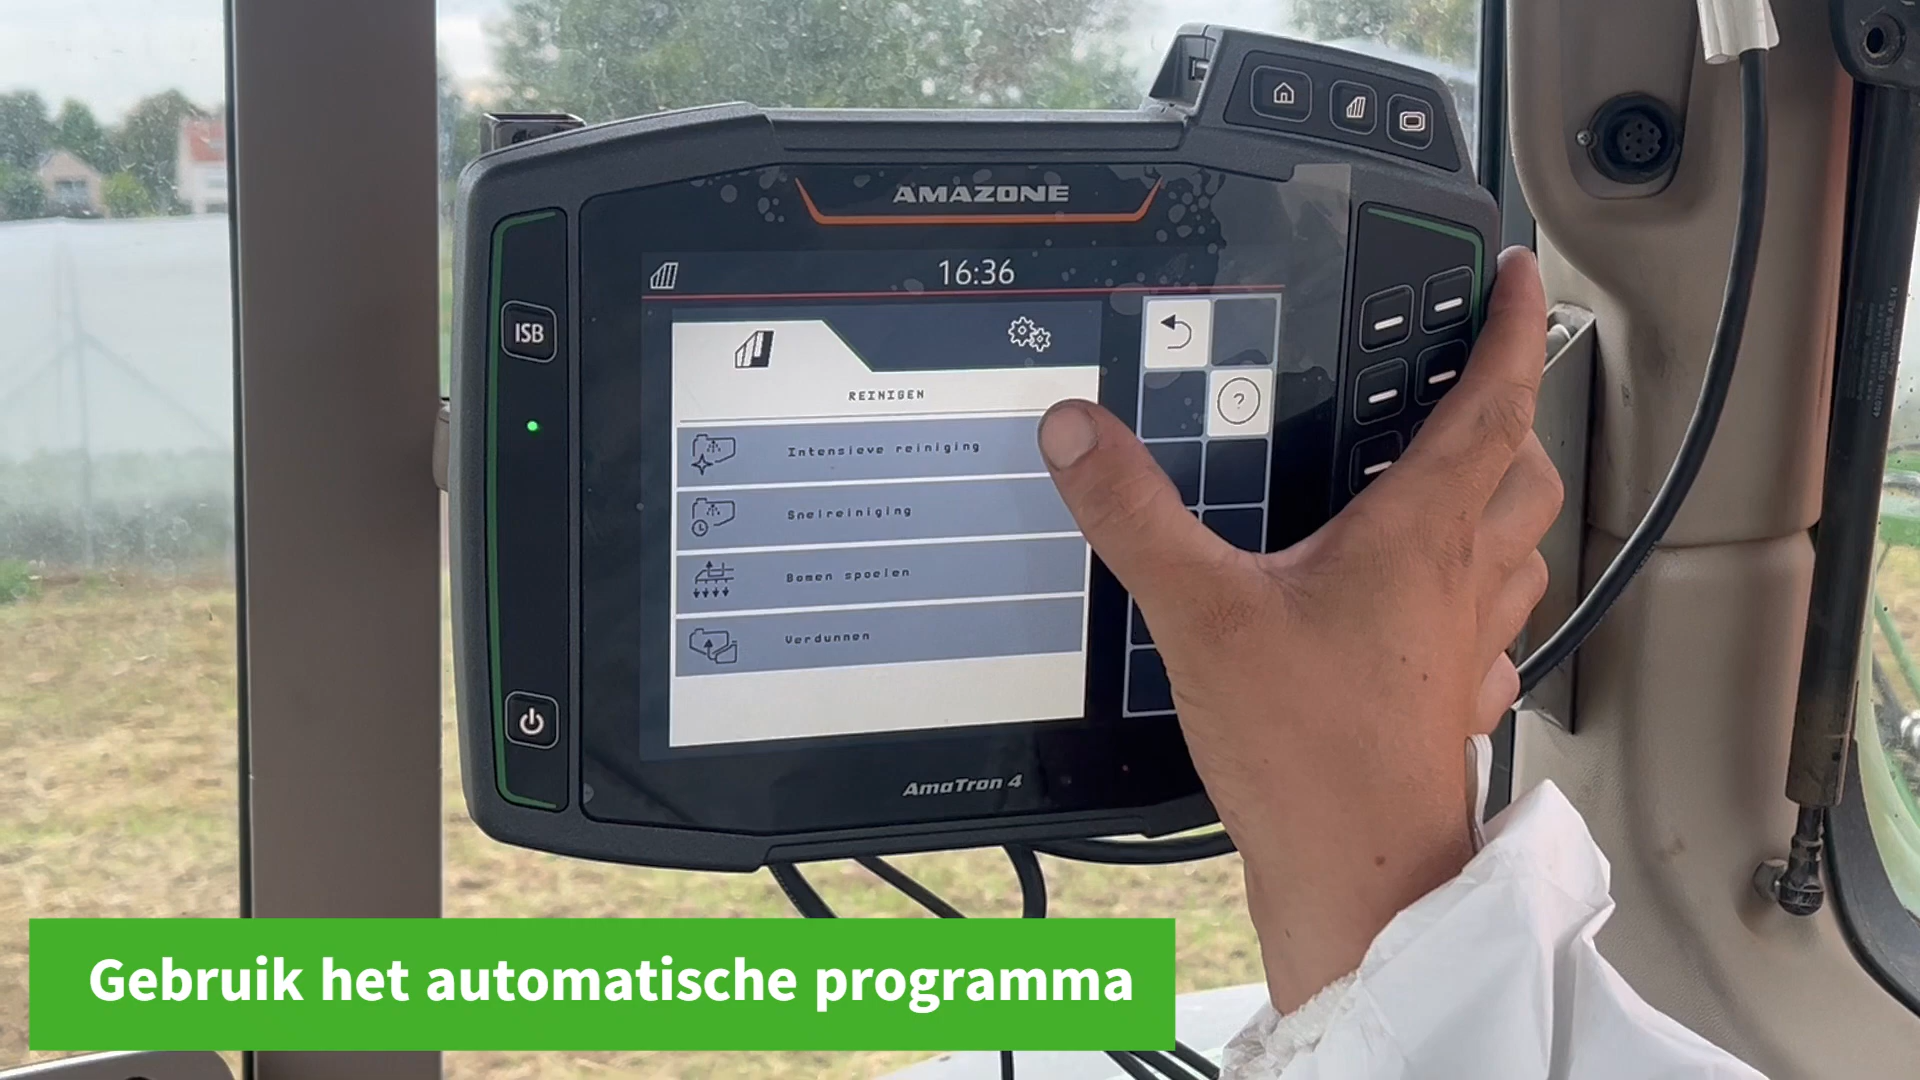 AMAZONE
16:36
ISB
REINIGEN
Intensieve reiniging
Snelreiniging
Bomen spoelen
Verdunnen
?
AmaTron 4
Gebruik het automatische programma